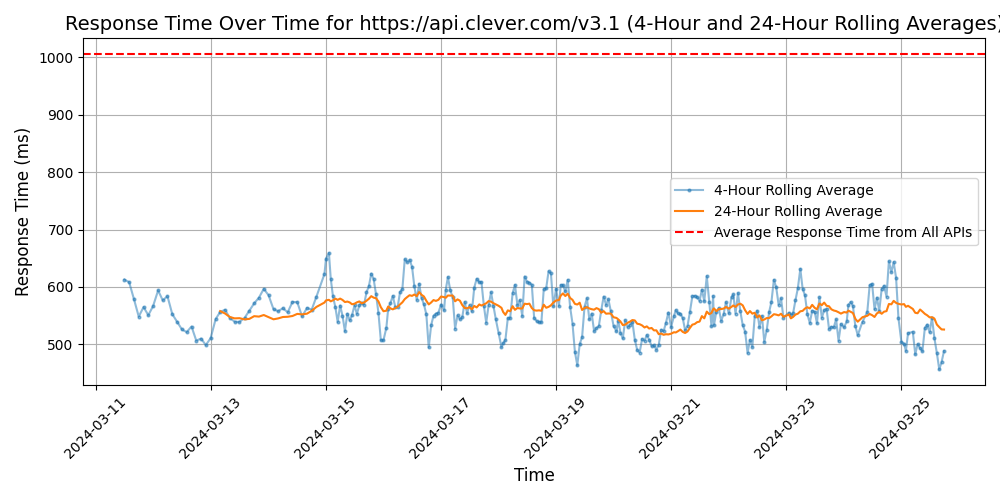 Response Time Over Time for https://api.clever.com/v3.1 (4-Hour and 24-Hour Rolling Averages)
1000
900
800
700
600
500
Response Time (ms)
4-Hour Rolling Average
24-Hour Rolling Average
Average Response Time from All APIs
2024-03-11
2024-03-13
2024-03-15
2024-03-17
2024-03-19
2024-03-21
2024-03-23
2024-03-25
Time